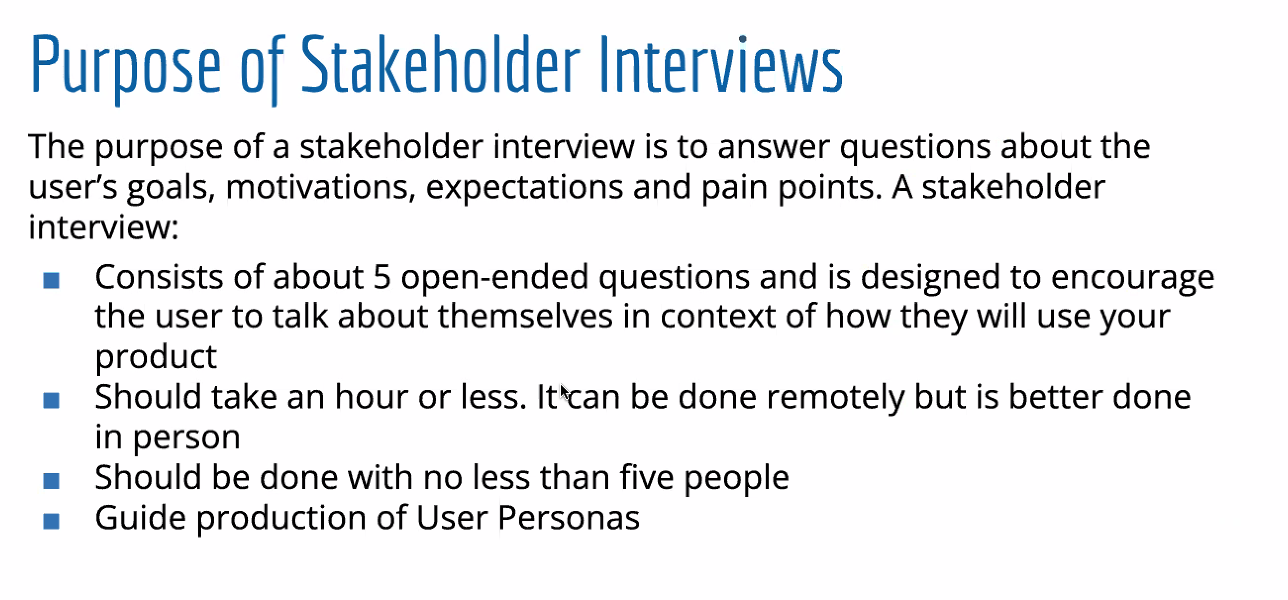 Purpose of Stakeholder Interviews
The purpose of a stakeholder interview is to answer questions about the
user’s goals, motivations, expectations and pain points. A stakeholder
interview:
■ Consists of about 5 open-ended questions and is designed to encourage
the user to talk about themselves in context of how they will use your
product
■ Should take an hour or less. It can be done remotely but is better done
in person
■ Should be done with no less than five people
■ Guide production of User Personas